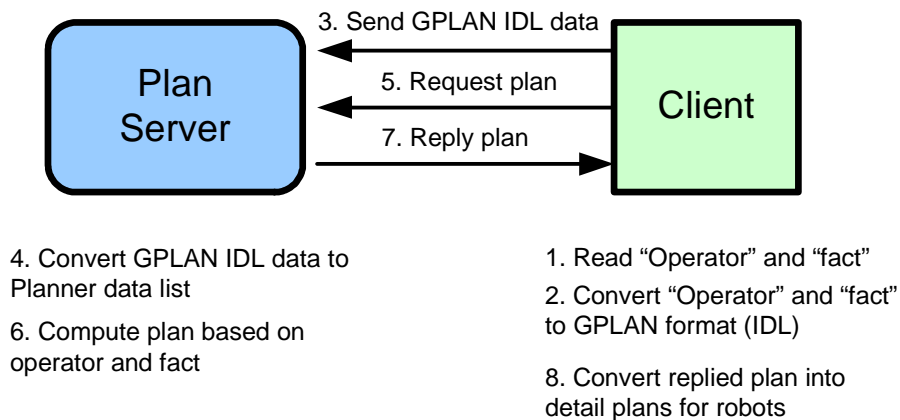 3. Send GPLAN IDL data
Plan
Server
5. Request plan
Client
7. Reply plan
4. Convert GPLAN IDL data to
Planner data list
6. Compute plan based on
operator and fact
1. Read “Operator” and “fact”
2. Convert “Operator” and “fact”
to GPLAN format (IDL)
8. Convert replied plan into
detail plans for robots